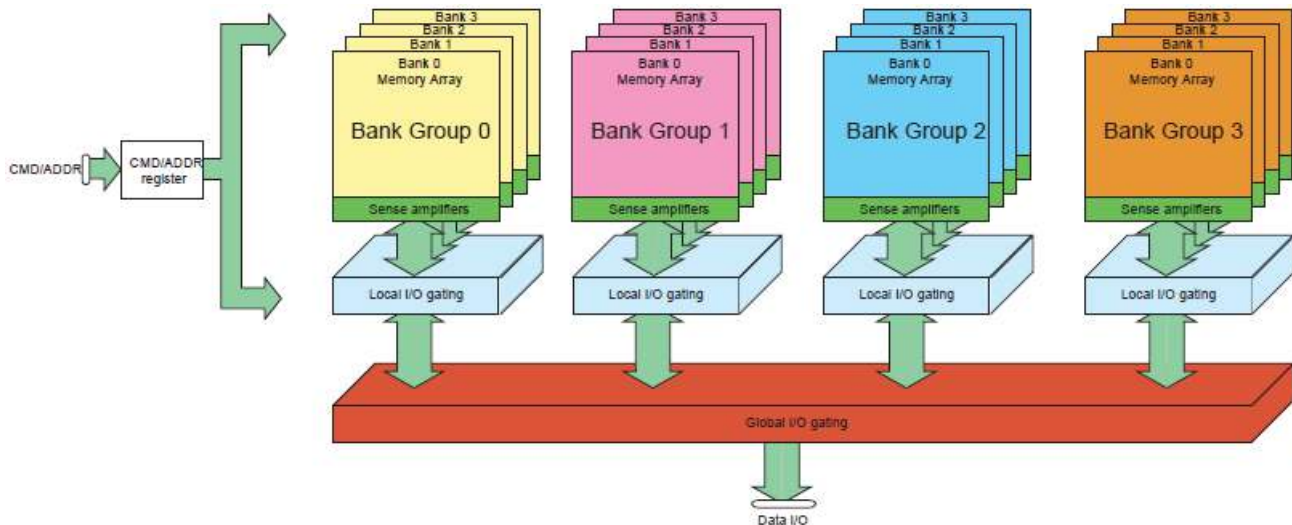 Bank 3
Bank 2
Bank 1
Bank 0
Memory Array
Bank Group 0
Sense amplifiers
Local I/O gating
Bank 3
Bank 2
Bank 1
Bank 0
Memory Array
Bank Group 1
Sense amplifiers
Local I/O gating
Bank 3
Bank 2
Bank 1
Bank 0
Memory Array
Bank Group 2
Sense amplifiers
Local I/O gating
Bank 3
Bank 2
Bank 1
Bank 0
Memory Array
Bank Group 3
Sense amplifiers
Local I/O gating
CMD/ADDR
CMD/ADDR
register
Global I/O gating
Data I/O